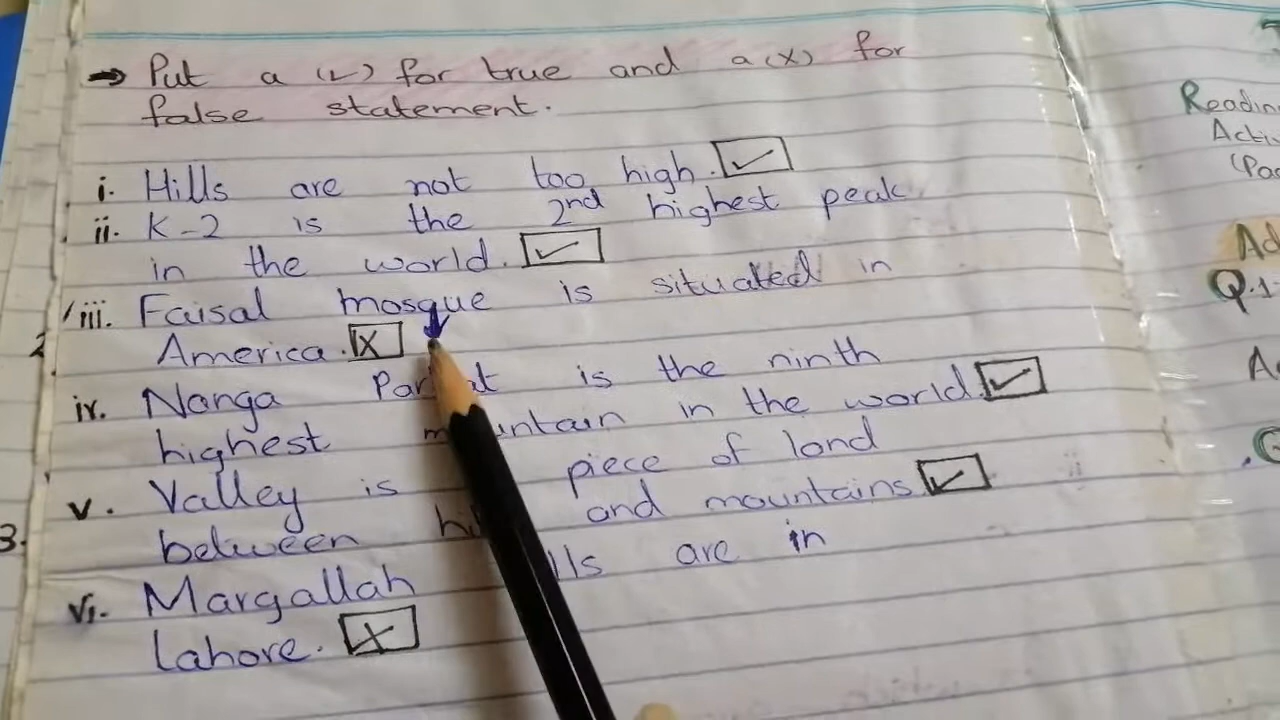 → Put a (✓) for true and a (X) for
false statement.
i. Hills are not too high. ✓
ii. K-2 is the 2nd highest peak
in the world. ✓
iii. Faisal mosque is situated in
America. X
iv. Nanga is the ninth
highest in the world. ✓
v. Valley is piece of land
between and mountains ✓
vi. Margallah are in
Lahore. X
3.
Q.1